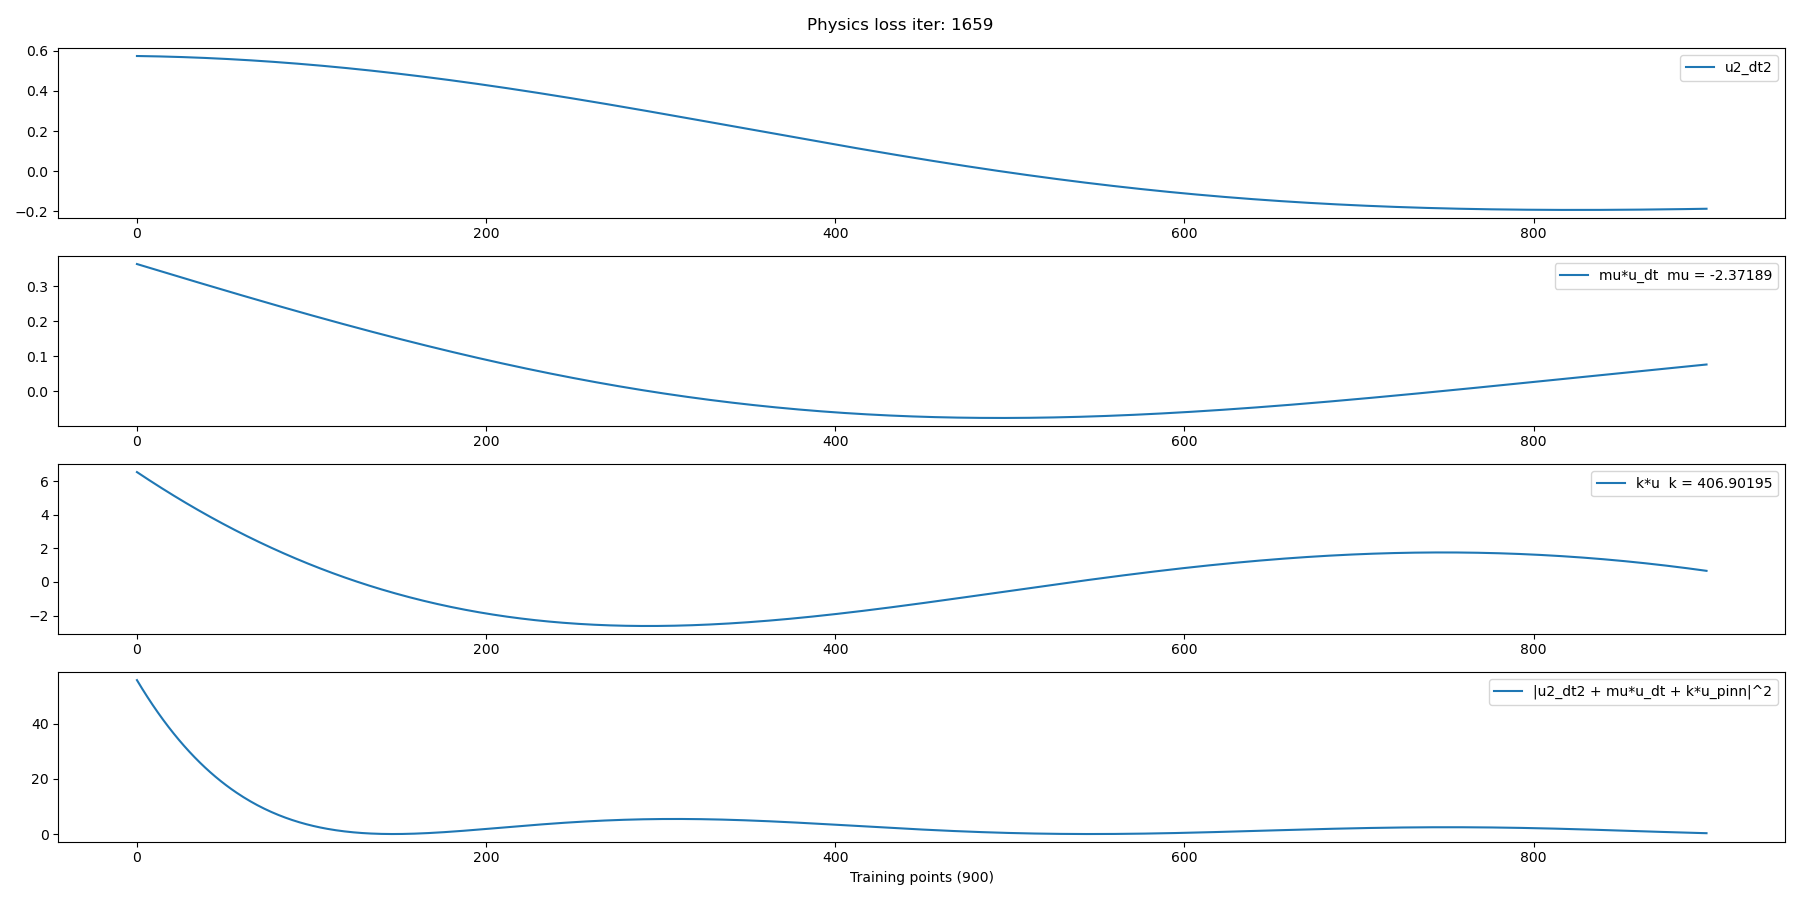 Physics loss iter: 1659
0.6
0.4
0.2
0.0
−0.2
u2_dt2
0 200 400 600 800
0.3
0.2
0.1
0.0
mu*u_dt  mu = -2.37189
0 200 400 600 800
6
4
2
0
−2
k*u  k = 406.90195
0 200 400 600 800
40
20
0
|u2_dt2 + mu*u_dt + k*u_pinn|^2
0 200 400 600 800
Training points (900)